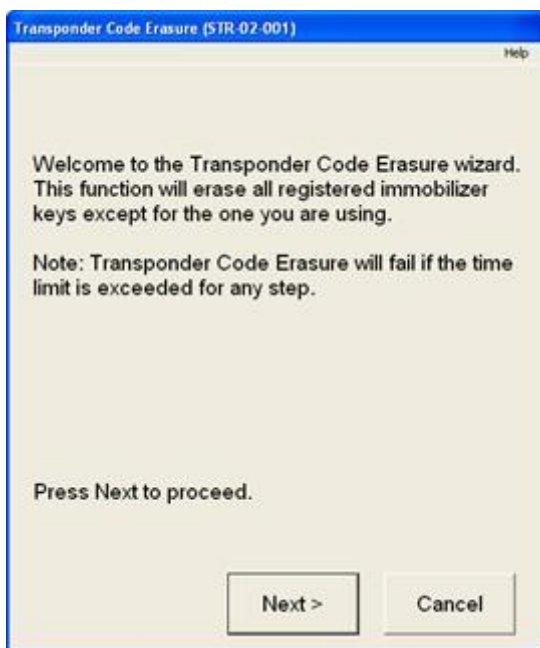 Transponder Code Erasure (STR-02-001)
Help
Welcome to the Transponder Code Erasure wizard.
This function will erase all registered immobilizer
keys except for the one you are using.
Note: Transponder Code Erasure will fail if the time
limit is exceeded for any step.
Press Next to proceed.
Next >
Cancel